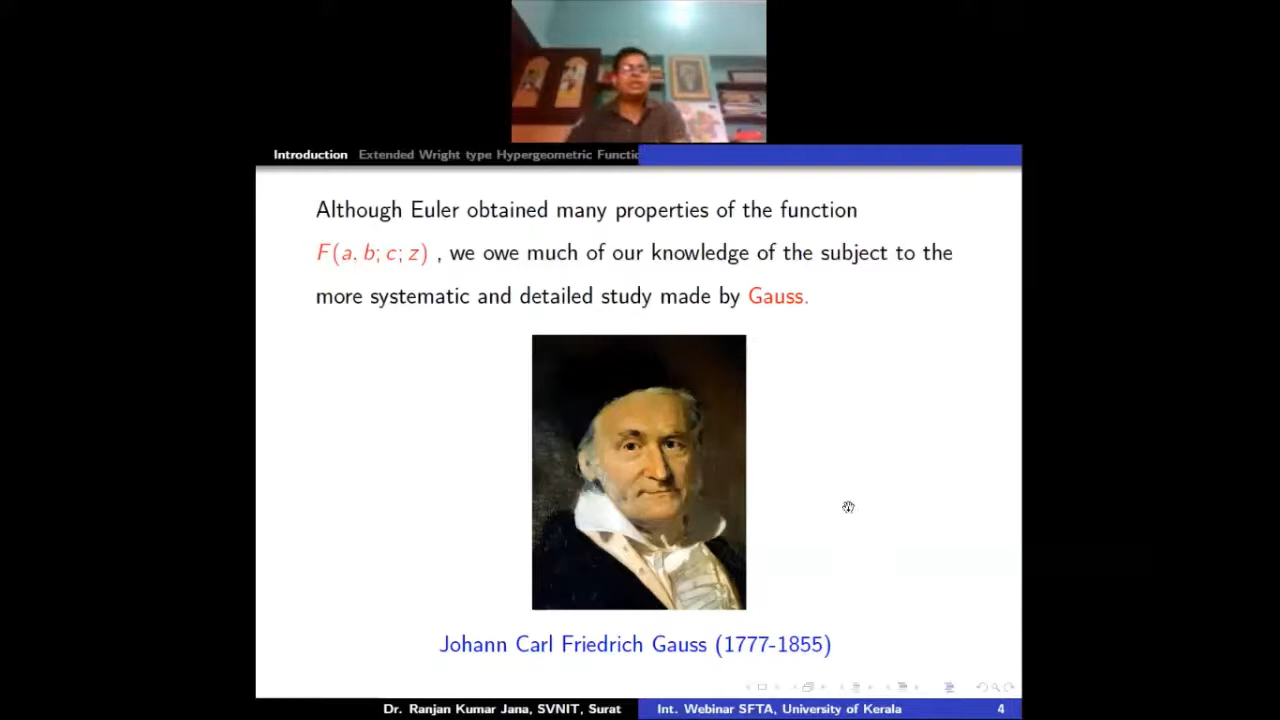 Introduction Extended Wright type Hypergeometric Functi
Although Euler obtained many properties of the function
F(a, b; c; z) , we owe much of our knowledge of the subject to the
more systematic and detailed study made by Gauss.
Johann Carl Friedrich Gauss (1777-1855)
Dr. Ranjan Kumar Jana, SVNIT, Surat Int. Webinar SFTA, University of Kerala 4